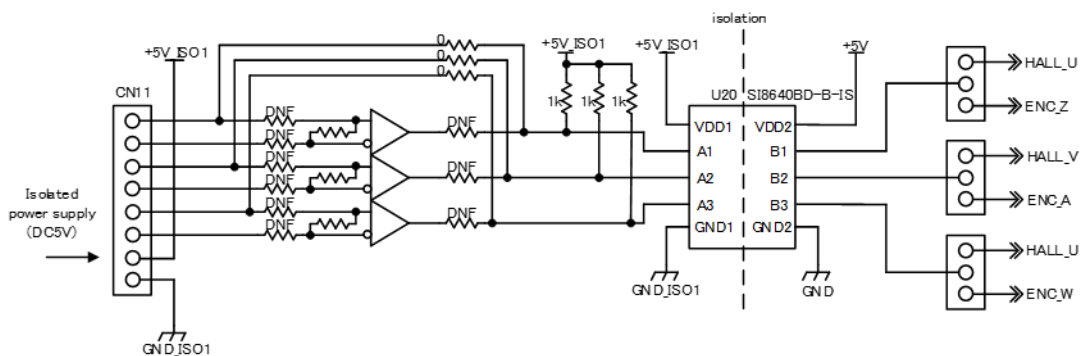 isolation
+5V_ISO1
0
0
0
+5V_ISO1
+5V_ISO1
+5V
CN11
U20 SI8640BD-B-IS
HALL_U
ENC_Z
DNF
DNF
DNF
DNF
DNF
DNF
DNF
DNF
DNF
1k
1k
1k
VDD1
VDD2
A1
B1
A2
B2
A3
B3
GND1
GND2
HALL_V
ENC_A
Isolated
power supply
(DC5V)
HALL_U
ENC_W
GND_ISO1
GND
GND_ISO1